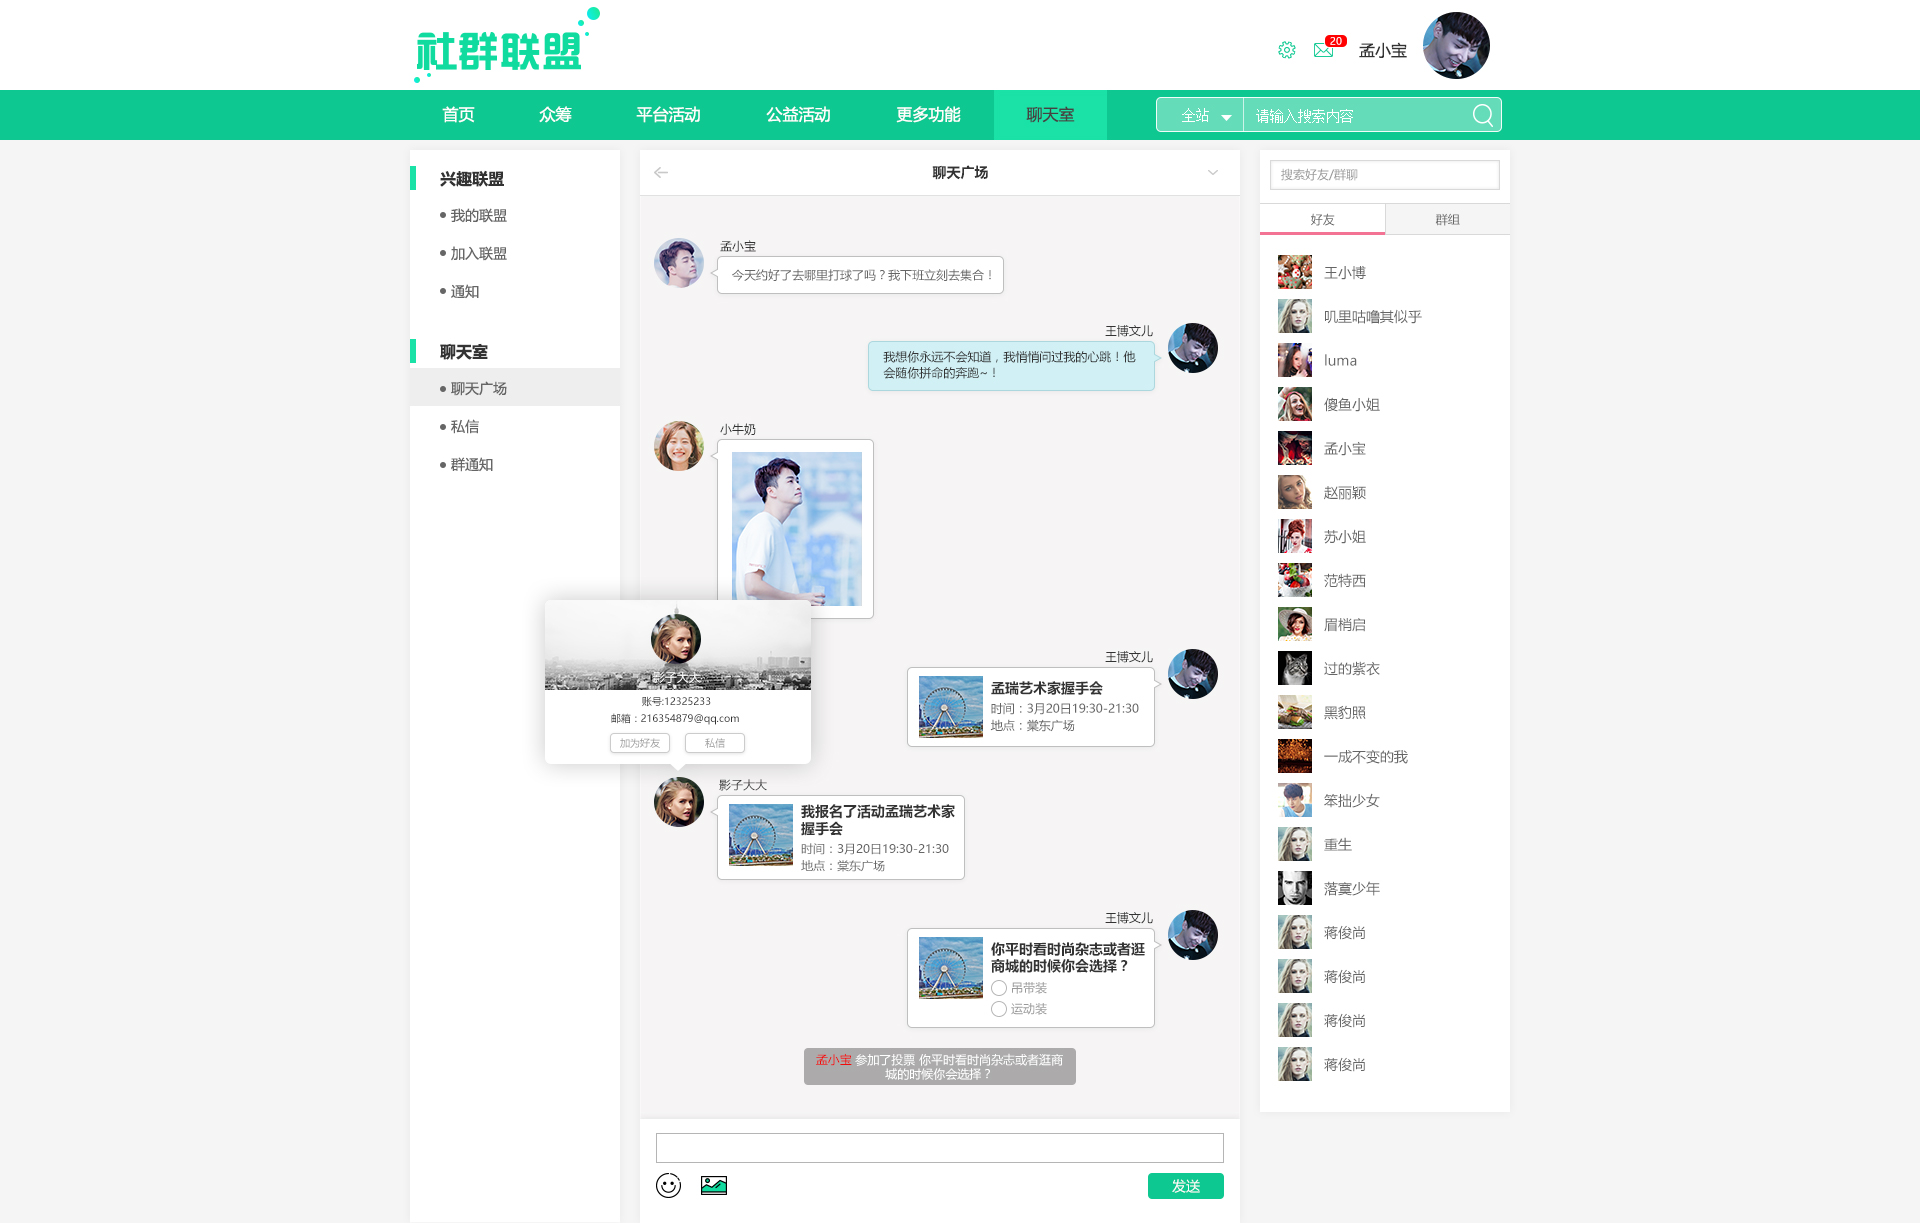 社群联盟
20
孟小宝
首页
众筹
平台活动
公益活动
更多功能
聊天室
全站
请输入搜索内容
兴趣联盟
我的联盟
加入联盟
通知
聊天室
聊天广场
私信
群通知
聊天广场
孟小宝
今天约好了去哪里打球了吗？我下班立刻去集合！
王博文儿
我想你永远不会知道，我悄悄问过我的心跳！他
会随你拼命的奔跑~！
小牛奶
影子大大
账号:12325233
邮箱：216354879@qq.com
加为好友
私信
王博文儿
孟瑞艺术家握手会
时间：3月20日19:30-21:30
地点：棠东广场
影子大大
我报名了活动孟瑞艺术家
握手会
时间：3月20日19:30-21:30
地点：棠东广场
王博文儿
你平时看时尚杂志或者逛
商城的时候你会选择？
吊带装
运动装
孟小宝 参加了投票 你平时看时尚杂志或者逛商
城的时候你会选择？
发送
搜索好友/群聊
好友
群组
王小博
叽里咕噜其似乎
luma
傻鱼小姐
孟小宝
赵丽颖
苏小姐
范特西
眉梢启
过的紫衣
黑豹照
一成不变的我
笨拙少女
重生
落寞少年
蒋俊尚
蒋俊尚
蒋俊尚
蒋俊尚